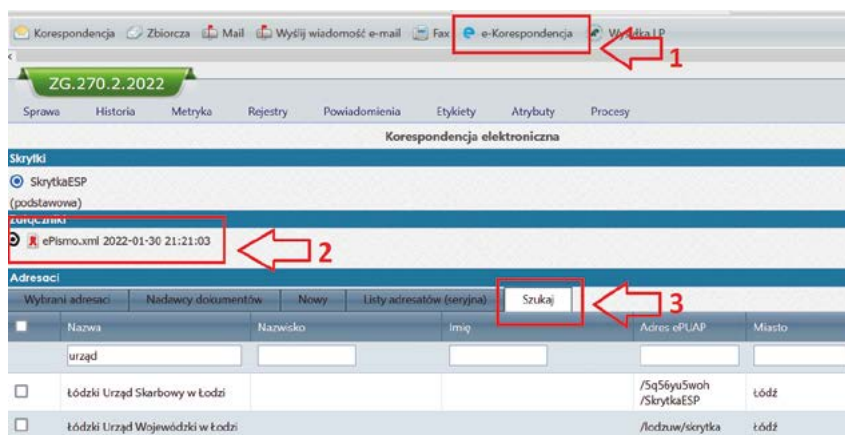 Korespondencja Zbiorcza Mail Wyślij wiadomość e-mail Fax e-Korespondencja Wysyłka LP
1
ZG.270.2.2022
Sprawa Historia Metryka Rejestry Powiadomienia Etykiety Atrybuty Procesy
Korespondencja elektroniczna
Skrytki
SkrytkaESP
(podstawowa)
Załączniki
ePismo.xml 2022-01-30 21:21:03
2
Adresaci
Wybrani adresaci Nadawcy dokumentów Nowy Listy adresatów (seryjna) Szukaj
3
Nazwa Nazwisko Imię Adres ePUAP Miasto
urząd
Łódzki Urząd Skarbowy w Łodzi /5q56yu5woh /SkrytkaESP Łódź
Łódzki Urząd Wojewódzki w Łodzi /lodzuw/skrytka Łódź